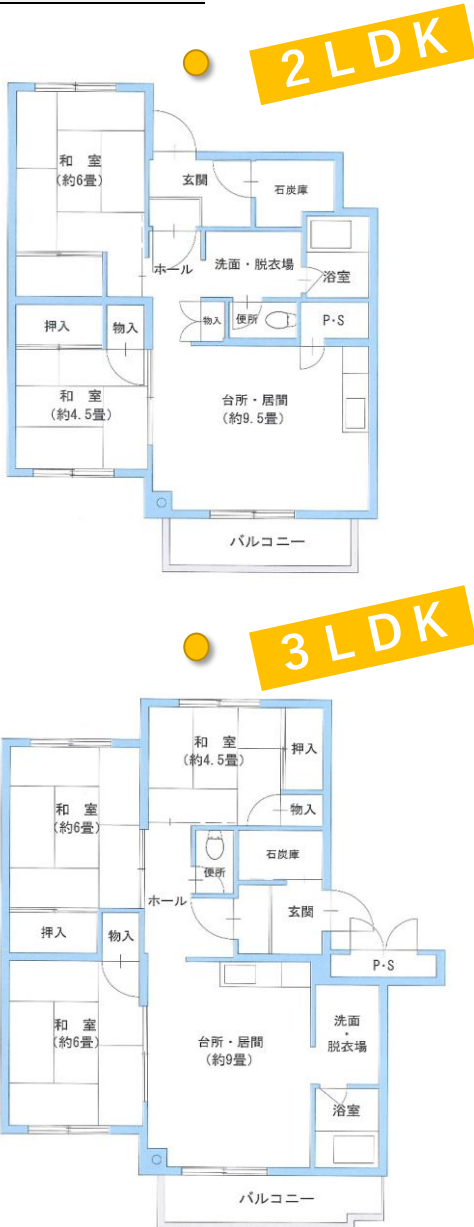 2LDK
和 室
(約6畳)
玄関
石炭庫
ホール
洗面・脱衣場
浴室
押入
物入
物入
便所
P・S
和 室
(約4.5畳)
台所・居間
(約9.5畳)
バルコニー
3LDK
和 室
(約4.5畳)
押入
物入
和 室
(約6畳)
便所
石炭庫
ホール
玄関
押入
物入
P・S
和 室
(約6畳)
台所・居間
(約9畳)
洗面
・
脱衣場
浴室
バルコニー